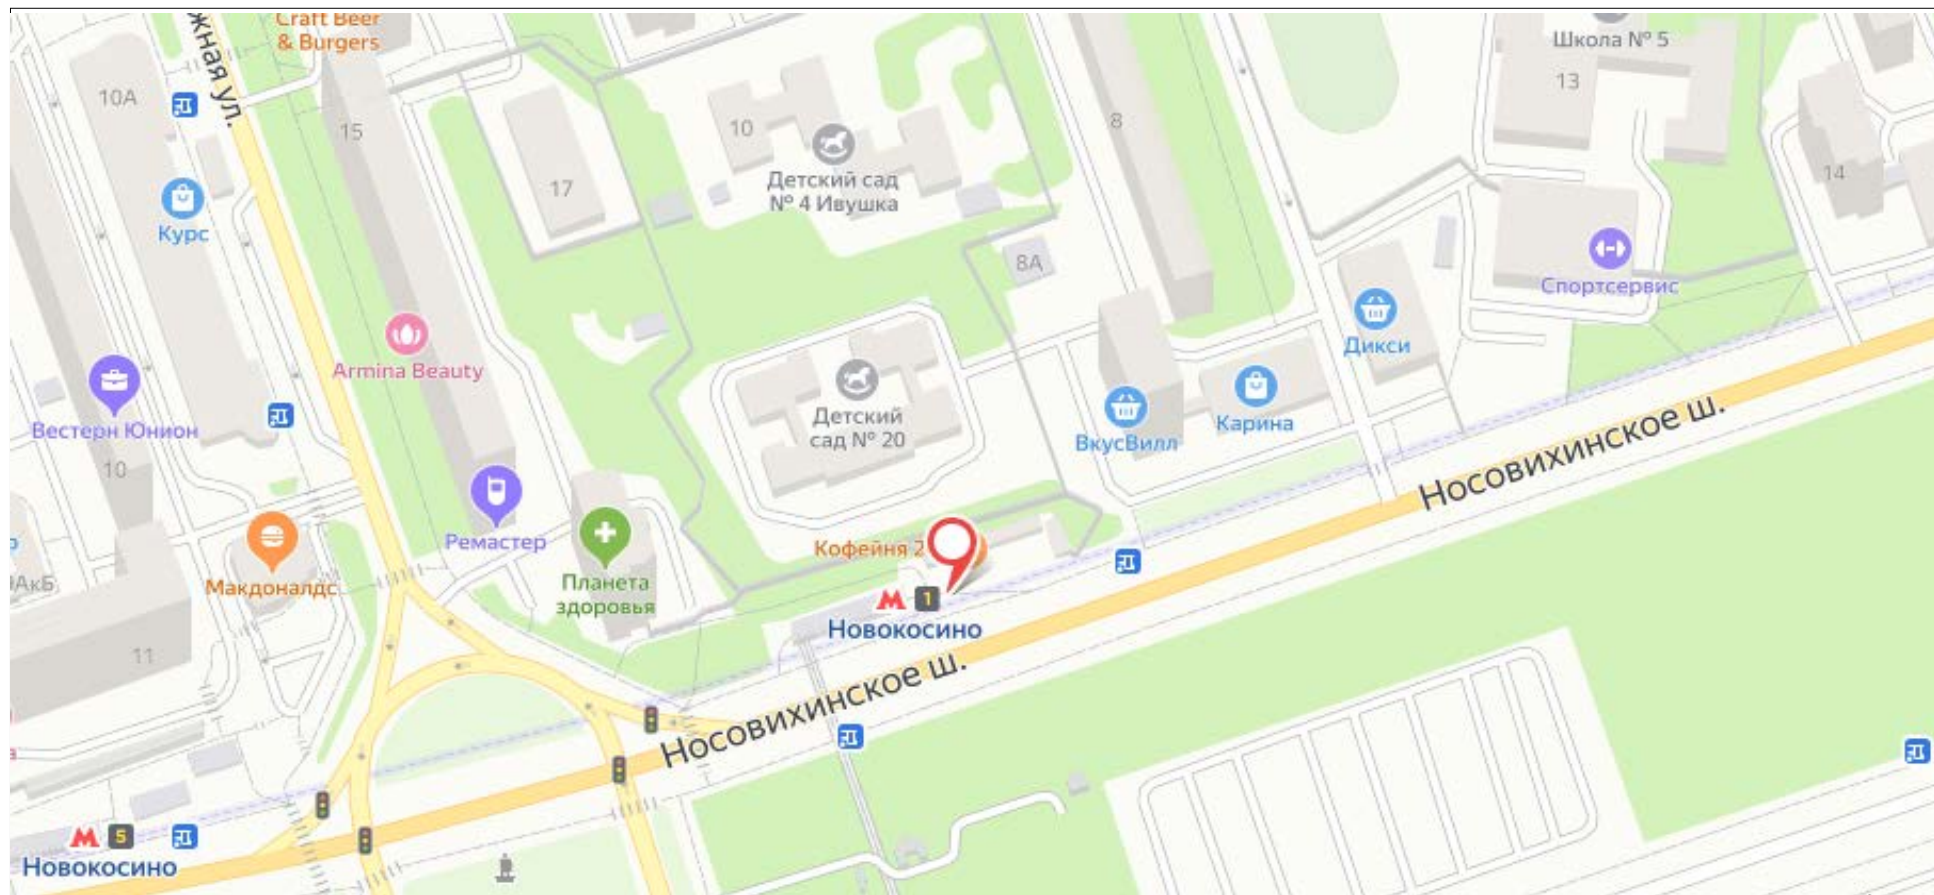 Craft Beer
& Burgers
жная ул.
Школа № 5
10А
15
10
8
13
17
Детский сад
№ 4 Ивушка
14
Курс
8А
Спортсервис
Armina Beauty
Дикси
Вестерн Юнион
Детский
сад № 20
ВкусВилл
Карина
10
Носовихинское ш.
Ремастер
Кофейня 2
Макдоналдс
Планета
здоровья
М 1
Новокосино
11
Носовихинское ш.
М 5
Новокосино